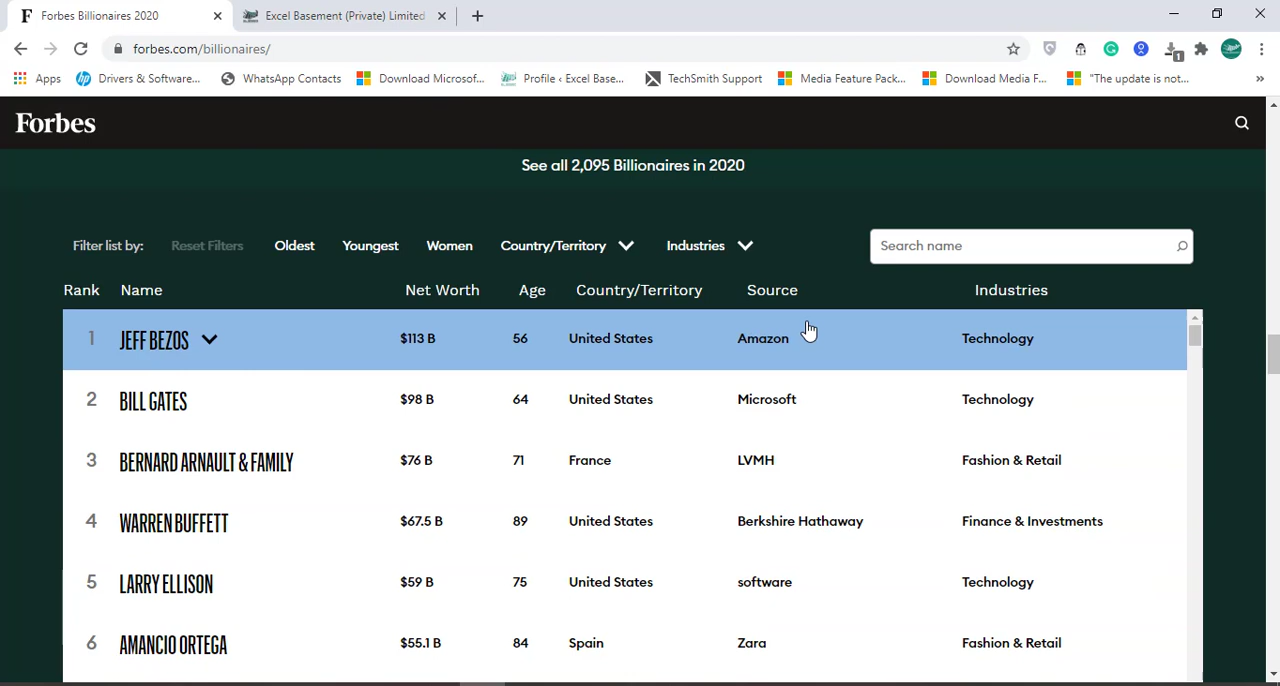 F Forbes Billionaires 2020
Excel Basement (Private) Limited
forbes.com/billionaires/
1
Apps
Drivers & Software...
WhatsApp Contacts
Download Microsof...
Profile ‹ Excel Base...
TechSmith Support
Media Feature Pack...
Download Media F...
"The update is not...
»
Forbes
See all 2,095 Billionaires in 2020
Filter list by: Reset Filters Oldest Youngest Women Country/Territory Industries Search name
Rank Name Net Worth Age Country/Territory Source Industries
1 JEFF BEZOS $113 B 56 United States Amazon Technology
2 BILL GATES $98 B 64 United States Microsoft Technology
3 BERNARD ARNAULT & FAMILY $76 B 71 France LVMH Fashion & Retail
4 WARREN BUFFETT $67.5 B 89 United States Berkshire Hathaway Finance & Investments
5 LARRY ELLISON $59 B 75 United States software Technology
6 AMANCIO ORTEGA $55.1 B 84 Spain Zara Fashion & Retail